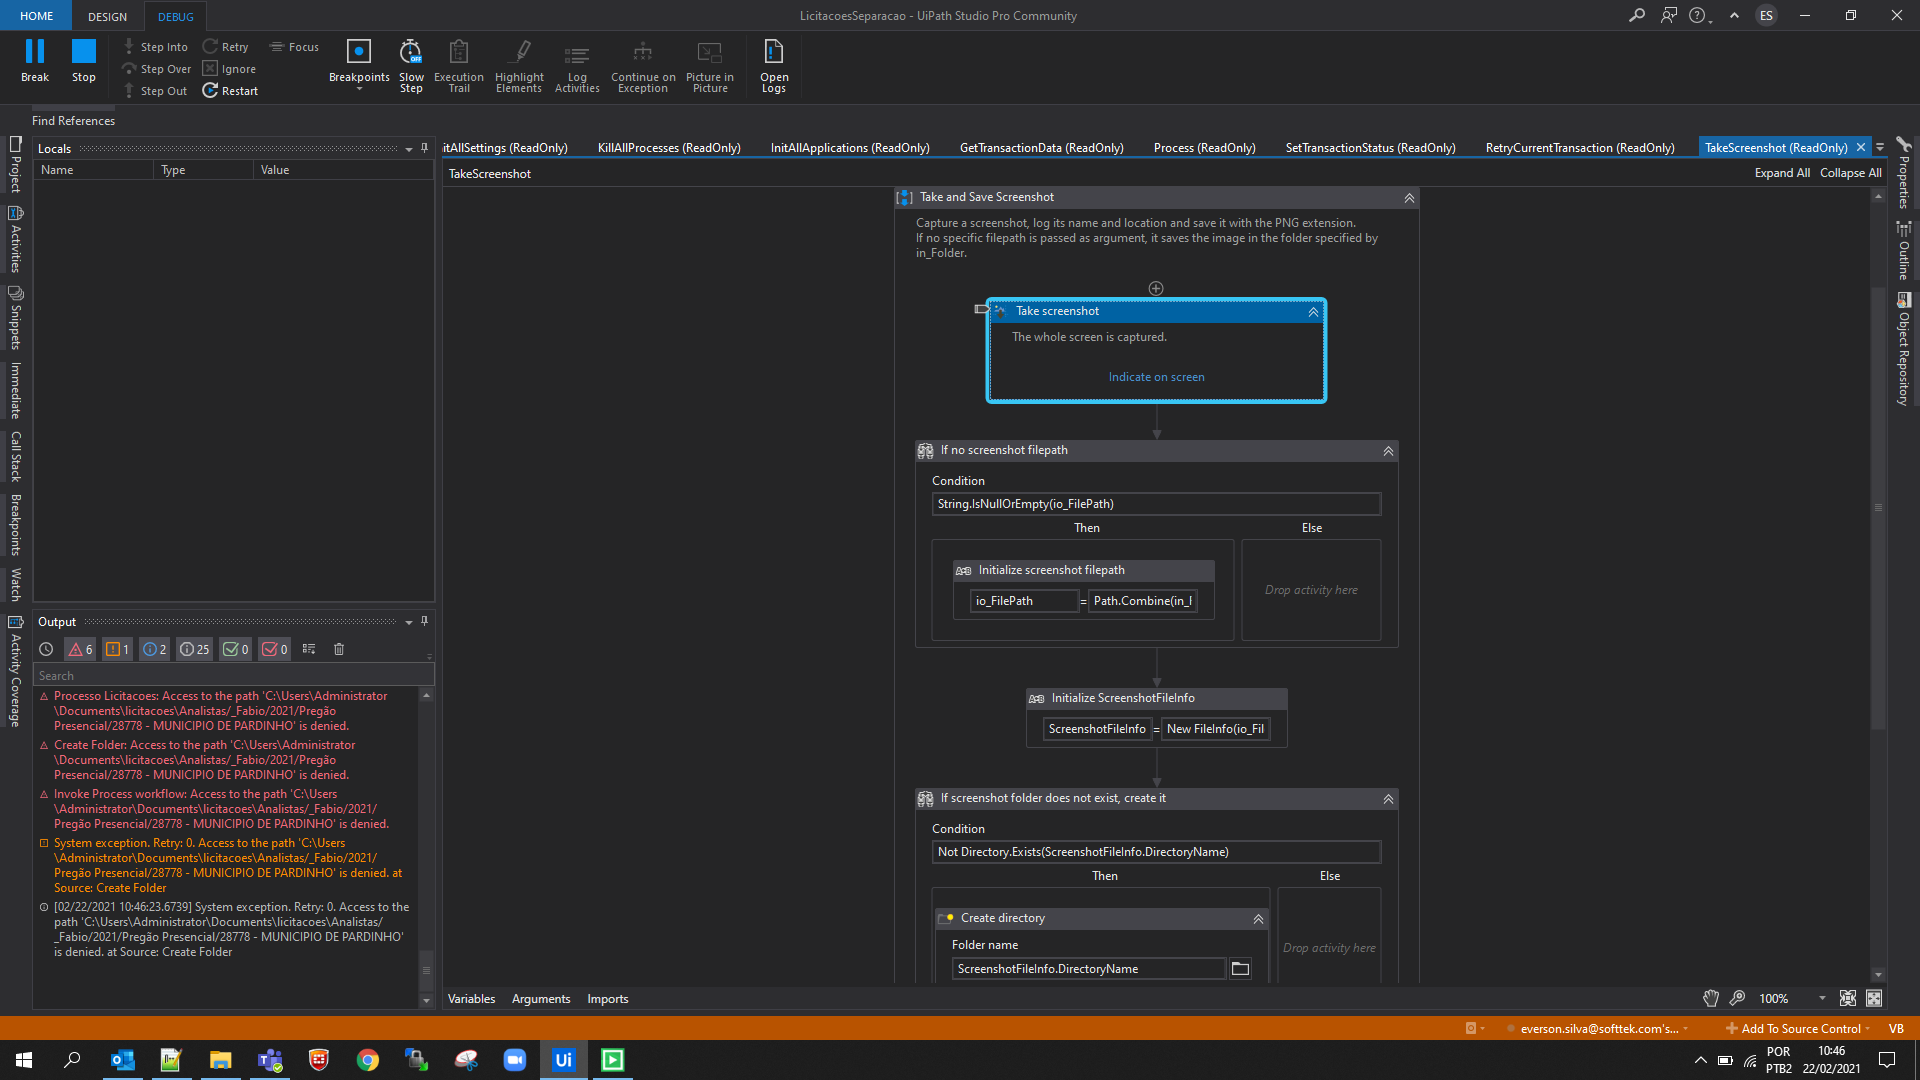 HOME
DESIGN
DEBUG
LicitacoesSeparacao - UiPath Studio Pro Community
ES
Break
Stop
Step Into
Step Over
Step Out
Retry
Ignore
Restart
Focus
Breakpoints
Slow
Step
Execution
Trail
Highlight
Elements
Log
Activities
Continue on
Exception
Picture in
Picture
Open
Logs
Find References
Project
Activities
Snippets
Immediate
Call Stack
Breakpoints
Watch
Activity Coverage
Locals
Name Type Value
Output
6 1 2 25 0 0
Search
Processo Licitacoes: Access to the path 'C:\Users\Administrator
\Documents\licitacoes\Analistas/_Fabio/2021/Pregão
Presencial/28778 - MUNICIPIO DE PARDINHO' is denied.
Create Folder: Access to the path 'C:\Users\Administrator
\Documents\licitacoes\Analistas/_Fabio/2021/Pregão
Presencial/28778 - MUNICIPIO DE PARDINHO' is denied.
Invoke Process workflow: Access to the path 'C:\Users
\Administrator\Documents\licitacoes\Analistas/_Fabio/2021/
Pregão Presencial/28778 - MUNICIPIO DE PARDINHO' is denied.
System exception. Retry: 0. Access to the path 'C:\Users
\Administrator\Documents\licitacoes\Analistas/_Fabio/2021/
Pregão Presencial/28778 - MUNICIPIO DE PARDINHO' is denied. at
Source: Create Folder
[02/22/2021 10:46:23.6739] System exception. Retry: 0. Access to the
path 'C:\Users\Administrator\Documents\licitacoes\Analistas/
_Fabio/2021/Pregão Presencial/28778 - MUNICIPIO DE PARDINHO'
is denied. at Source: Create Folder
itAllSettings (ReadOnly)
KillAllProcesses (ReadOnly)
InitAllApplications (ReadOnly)
GetTransactionData (ReadOnly)
Process (ReadOnly)
SetTransactionStatus (ReadOnly)
RetryCurrentTransaction (ReadOnly)
TakeScreenshot (ReadOnly)
TakeScreenshot
Expand All Collapse All
Take and Save Screenshot
Capture a screenshot, log its name and location and save it with the PNG extension.
If no specific filepath is passed as argument, it saves the image in the folder specified by
in_Folder.
Take screenshot
The whole screen is captured.
Indicate on screen
If no screenshot filepath
Condition
String.IsNullOrEmpty(io_FilePath)
Then Else
Initialize screenshot filepath
io_FilePath = Path.Combine(in_F
Drop activity here
Initialize ScreenshotFileInfo
ScreenshotFileInfo = New FileInfo(io_Fil
If screenshot folder does not exist, create it
Condition
Not Directory.Exists(ScreenshotFileInfo.DirectoryName)
Then Else
Create directory
Folder name
ScreenshotFileInfo.DirectoryName
Drop activity here
Variables Arguments Imports
100%
Properties
Outline
Object Repository
everson.silva@softtek.com's...
Add To Source Control
VB
Ui
POR
PTB2
10:46
22/02/2021